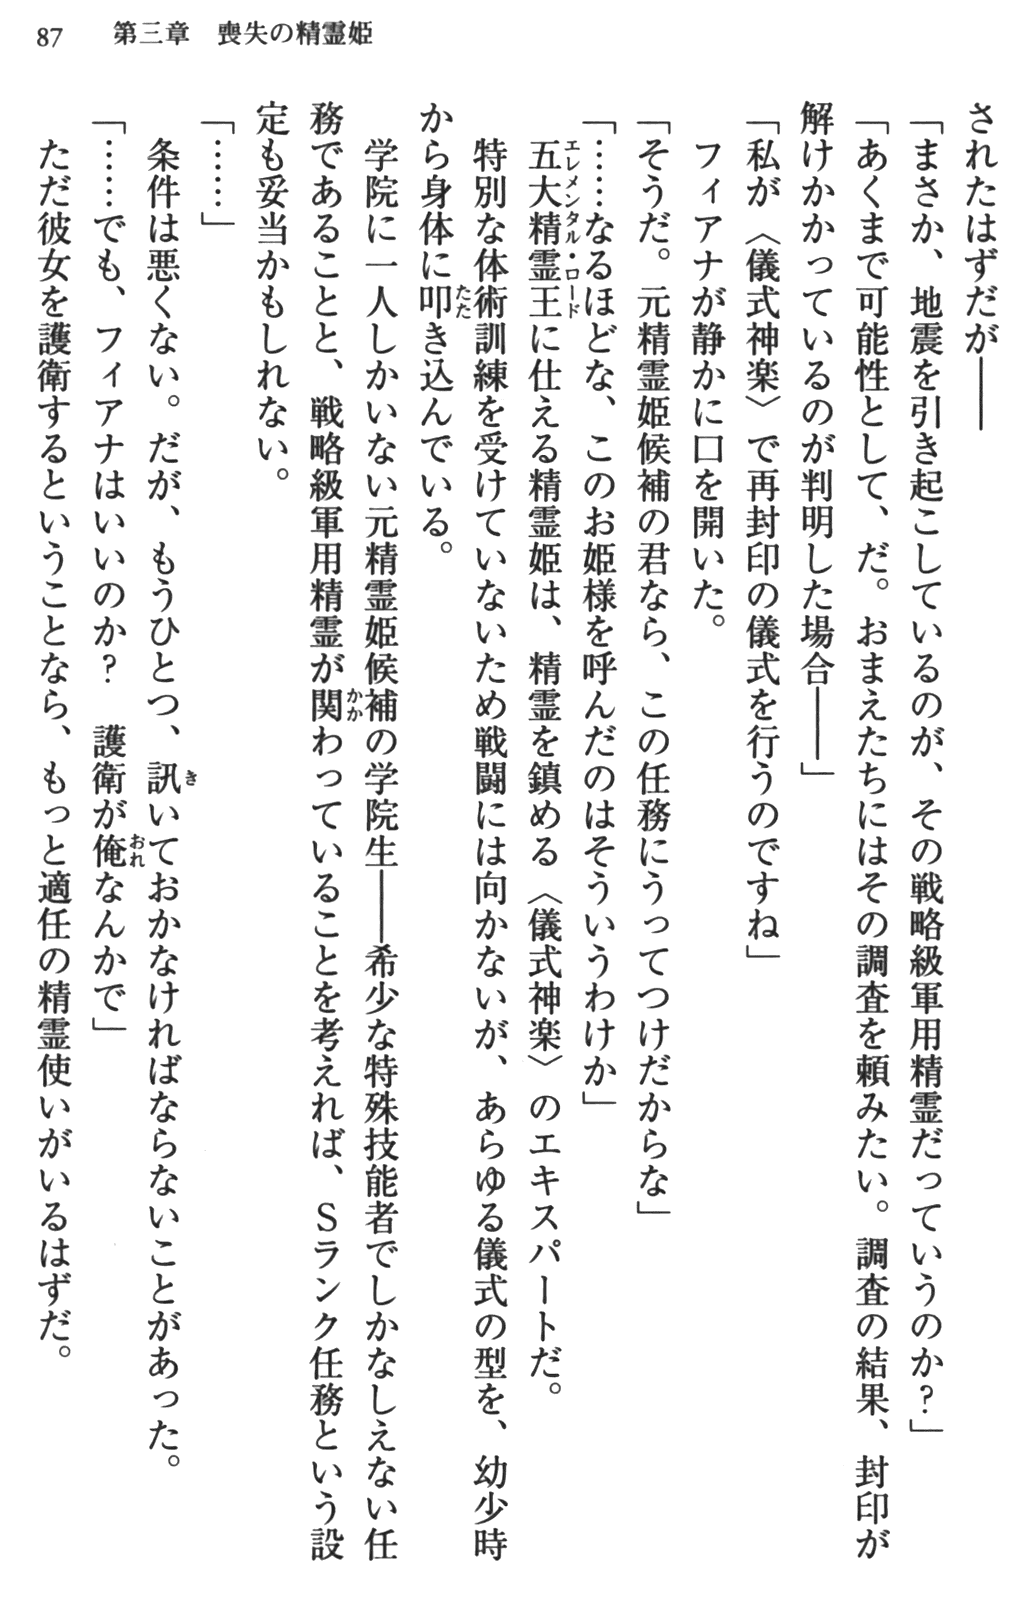 87　第三章　喪失の精霊姫
されたはずだが――
「まさか、地震を引き起こしているのが、その戦略級軍用精霊だっていうのか?」
「あくまで可能性として、だ。おまえたちにはその調査を頼みたい。調査の結果、封印が
解けかかっているのが判明した場合――」
「私が〈儀式神楽〉で再封印の儀式を行うのですね」
　フィアナが静かに口を開いた。
「そうだ。元精霊姫候補の君なら、この任務にうってつけだからな」
「……なるほどな、このお姫様を呼んだのはそういうわけか」
　五大精霊王に仕える精霊姫は、精霊を鎮める〈儀式神楽〉のエキスパートだ。
エレメンタル・ロード
　特別な体術訓練を受けていないため戦闘には向かないが、あらゆる儀式の型を、幼少時
から身体に叩き込んでいる。
たた
　学院に一人しかいない元精霊姫候補の学院生――希少な特殊技能者でしかなしえない任
務であることと、戦略級軍用精霊が関わっていることを考えれば、Ｓランク任務という設
かか
定も妥当かもしれない。
「……」
　条件は悪くない。だが、もうひとつ、訊いておかなければならないことがあった。
き
「……でも、フィアナはいいのか?　護衛が俺なんかで」
おれ
　ただ彼女を護衛するということなら、もっと適任の精霊使いがいるはずだ。